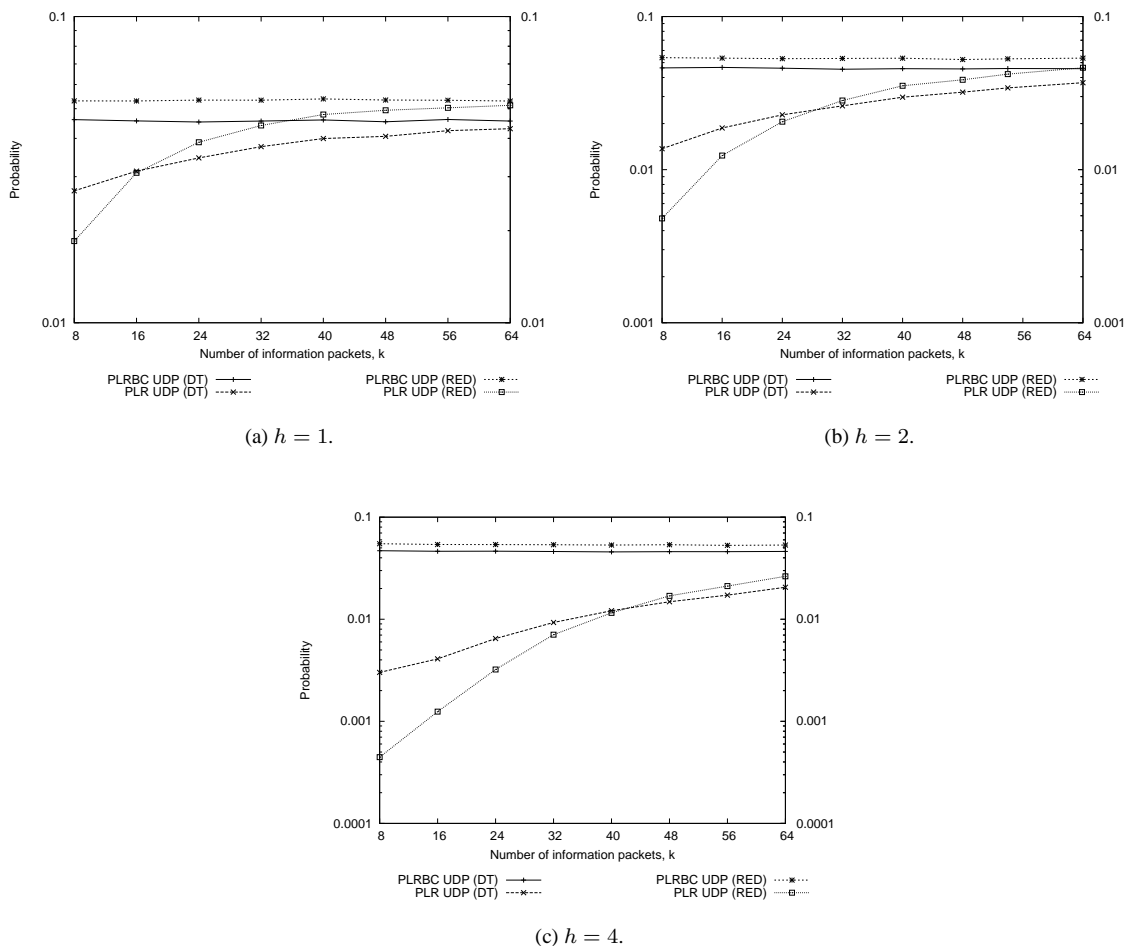 0.1
0.1
Probability
0.01
0.01
8 16 24 32 40 48 56 64
Number of information packets, k
PLRBC UDP (DT)
PLR UDP (DT)
PLRBC UDP (RED)
PLR UDP (RED)
(a) h = 1.
0.1
0.1
0.01
0.01
Probability
0.001
0.001
8 16 24 32 40 48 56 64
Number of information packets, k
PLRBC UDP (DT)
PLR UDP (DT)
PLRBC UDP (RED)
PLR UDP (RED)
(b) h = 2.
0.1
0.1
0.01
0.01
Probability
0.001
0.001
0.0001
0.0001
8 16 24 32 40 48 56 64
Number of information packets, k
PLRBC UDP (DT)
PLR UDP (DT)
PLRBC UDP (RED)
PLR UDP (RED)
(c) h = 4.